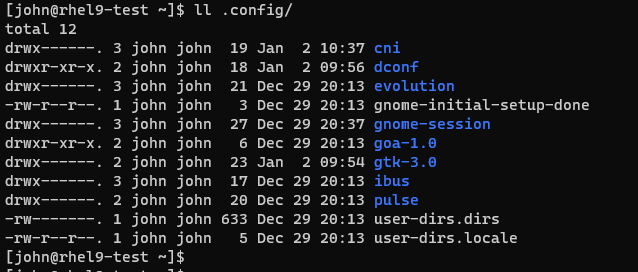 [john@rhel9-test ~]$ ll .config/
total 12
drwx------. 3 john john  19 Jan  2 10:37 cni
drwxr-xr-x. 2 john john  18 Jan  2 09:56 dconf
drwx------. 3 john john  21 Dec 29 20:13 evolution
-rw-r--r--. 1 john john   3 Dec 29 20:13 gnome-initial-setup-done
drwx------. 3 john john  27 Dec 29 20:37 gnome-session
drwxr-xr-x. 2 john john   6 Dec 29 20:13 goa-1.0
drwx------. 2 john john  23 Jan  2 09:54 gtk-3.0
drwx------. 3 john john  17 Dec 29 20:13 ibus
drwx------. 2 john john  20 Dec 29 20:13 pulse
-rw-------. 1 john john 633 Dec 29 20:13 user-dirs.dirs
-rw-r--r--. 1 john john   5 Dec 29 20:13 user-dirs.locale
[john@rhel9-test ~]$